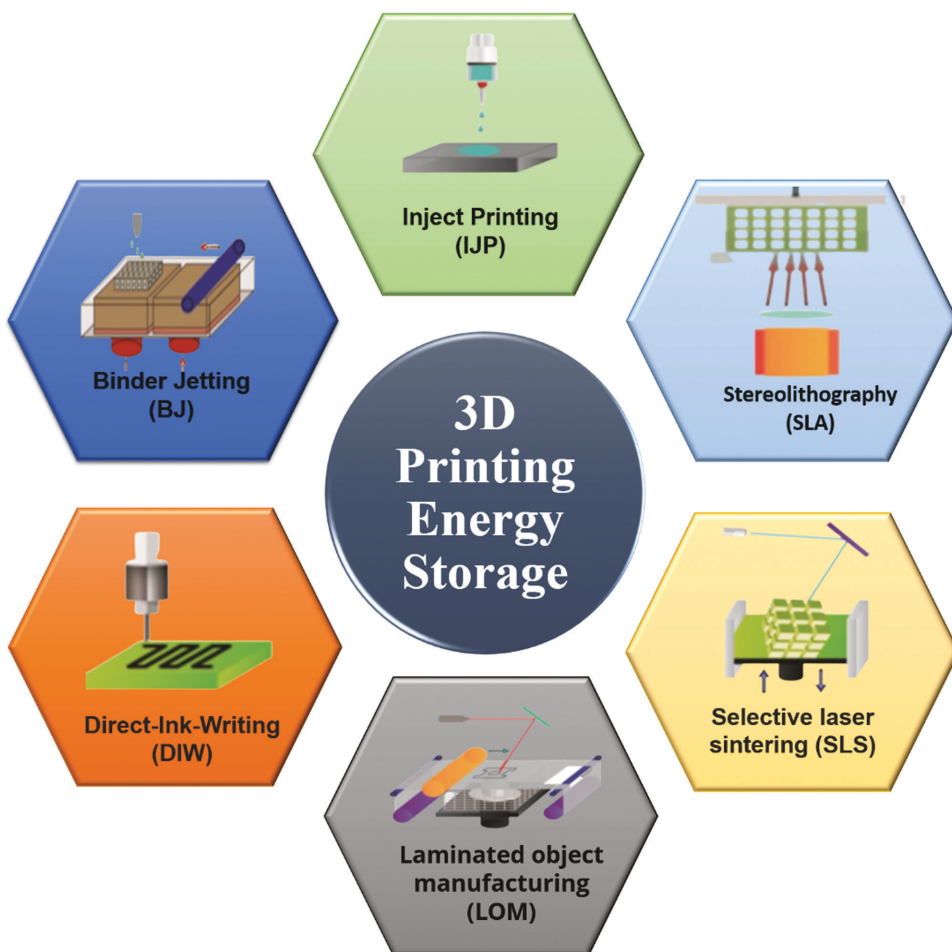 Inject Printing
(IJP)
Binder Jetting
(BJ)
Stereolithography
(SLA)
3D
Printing
Energy
Storage
Direct-Ink-Writing
(DIW)
Selective laser
sintering (SLS)
Laminated object
manufacturing
(LOM)